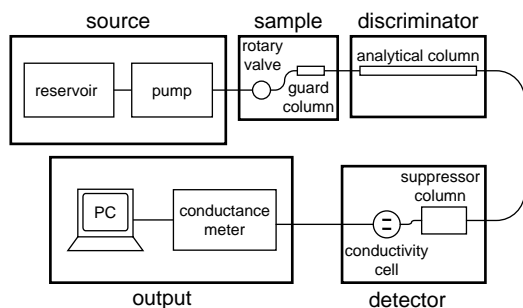 source
sample
discriminator
reservoir
pump
rotary
valve
guard
column
analytical column
PC
conductance
meter
suppressor
column
conductivity
cell
output
detector